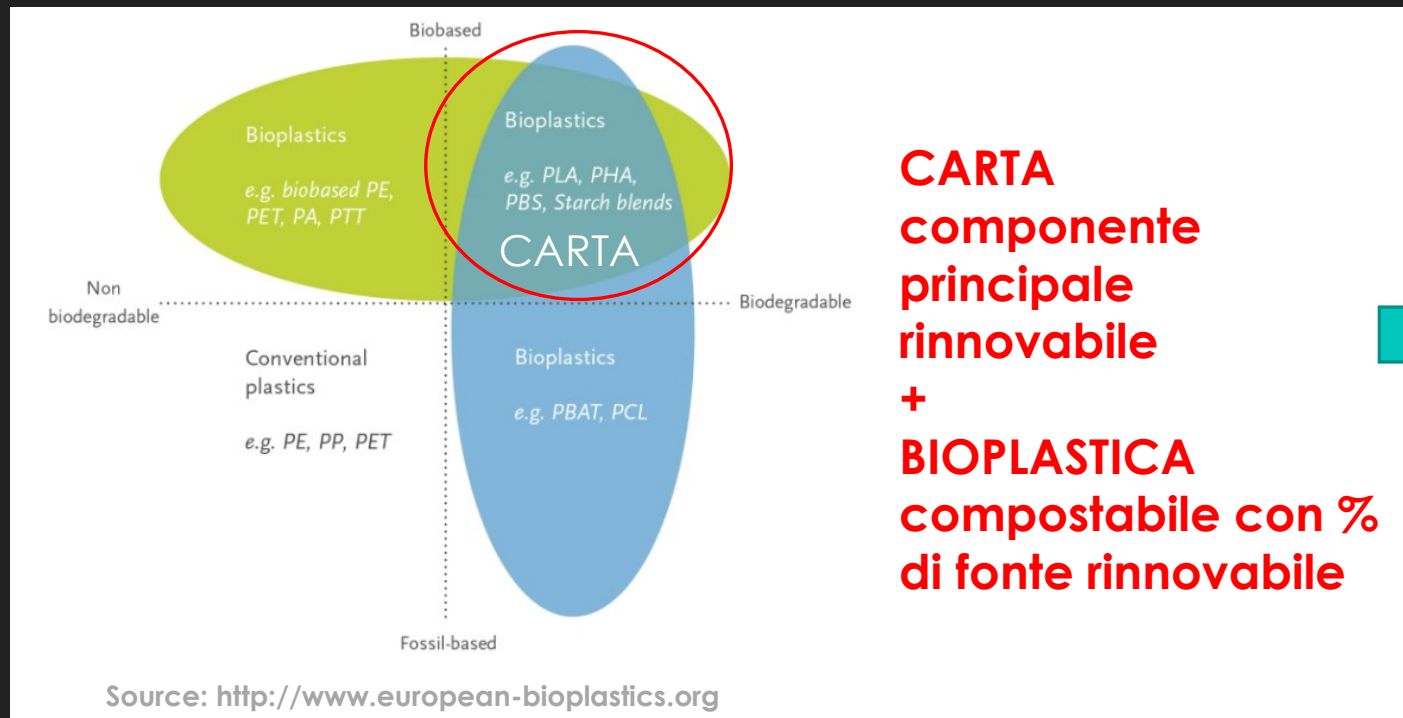 Biobased
Bioplastics
e.g. biobased PE,
PET, PA, PTT
Bioplastics
e.g. PLA, PHA,
PBS, Starch blends
CARTA
Non
biodegradable
Biodegradable
Conventional
plastics
e.g. PE, PP, PET
Bioplastics
e.g. PBAT, PCL
Fossil-based
CARTA
componente
principale
rinnovabile
+
BIOPLASTICA
compostabile con %
di fonte rinnovabile
Source: http://www.european-bioplastics.org